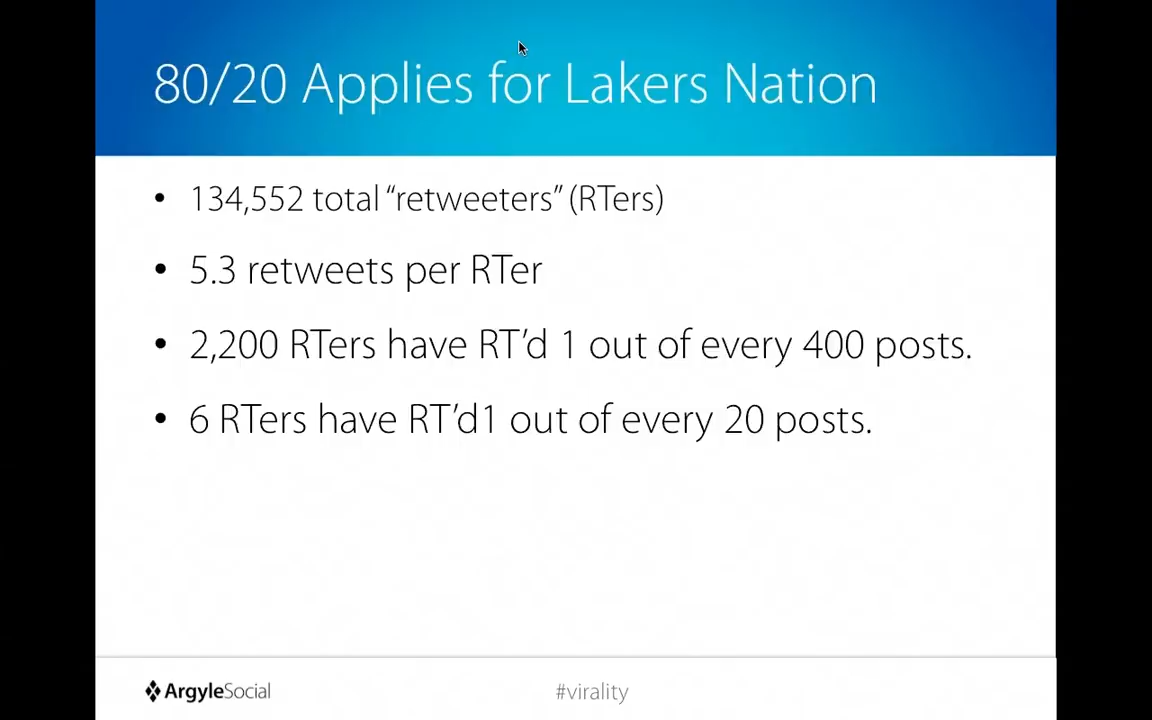 80/20 Applies for Lakers Nation
• 134,552 total “retweeters” (RTers)
• 5.3 retweets per RTer
• 2,200 RTers have RT’d 1 out of every 400 posts.
• 6 RTers have RT’d1 out of every 20 posts.
ArgyleSocial
#virality